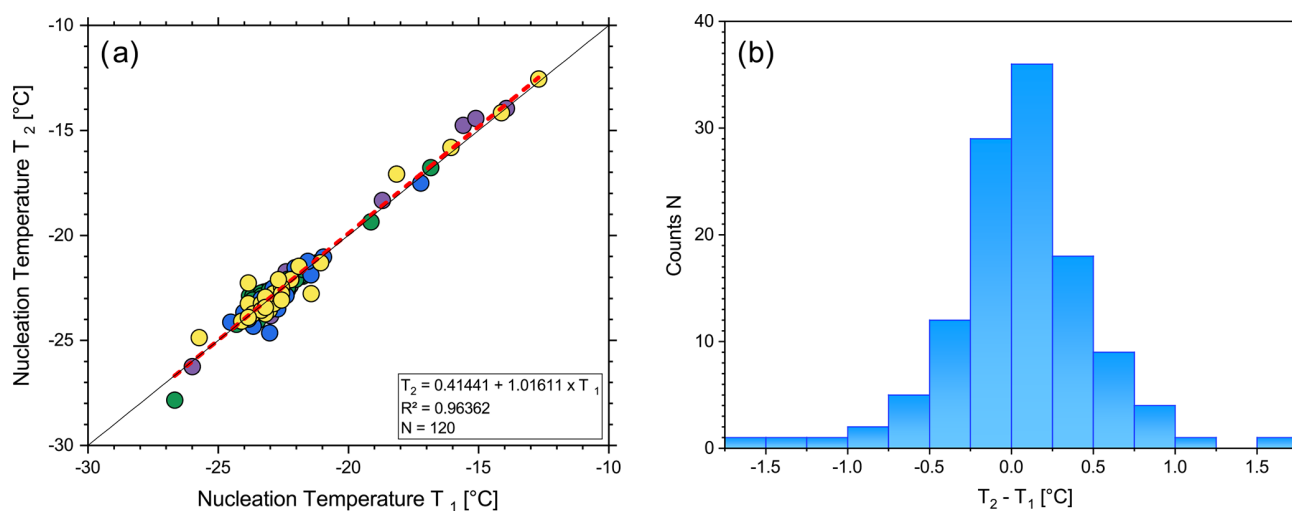 (a)
Nucleation Temperature T 2 [°C]
-10
-15
-20
-25
-30
-30
-25
-20
-15
-10
Nucleation Temperature T 1 [°C]
T2 = 0.41441 + 1.01611 x T 1
R² = 0.96362
N = 120
(b)
Counts N
40
30
20
10
0
-1.5
-1.0
-0.5
0.0
0.5
1.0
1.5
T2 - T1 [°C]